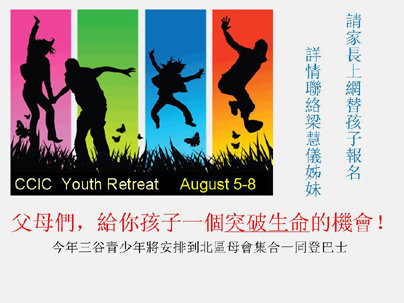 請家長上網替孩子報名
詳情聯絡梁慧儀姊妹
CCIC Youth Retreat August 5-8
父母們，給你孩子一個突破生命的機會！
今年三谷青少年將安排到北區母會集合一同登巴士